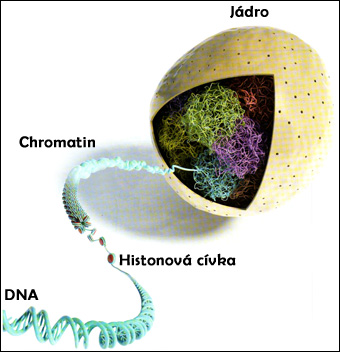 Jádro
Chromatin
Histonová cívka
DNA